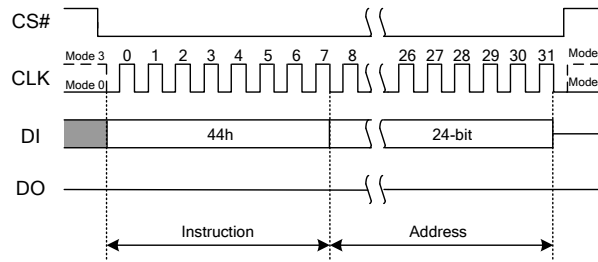 CS#
Mode 3 0 1 2 3 4 5 6 7 8 26 27 28 29 30 31 Mode
CLK
Mode 0 Mode
DI 44h 24-bit
DO
Instruction Address